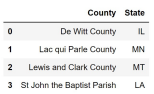 County State
0 De Witt County IL
1 Lac qui Parle County MN
2 Lewis and Clark County MT
3 St John the Baptist Parish LA